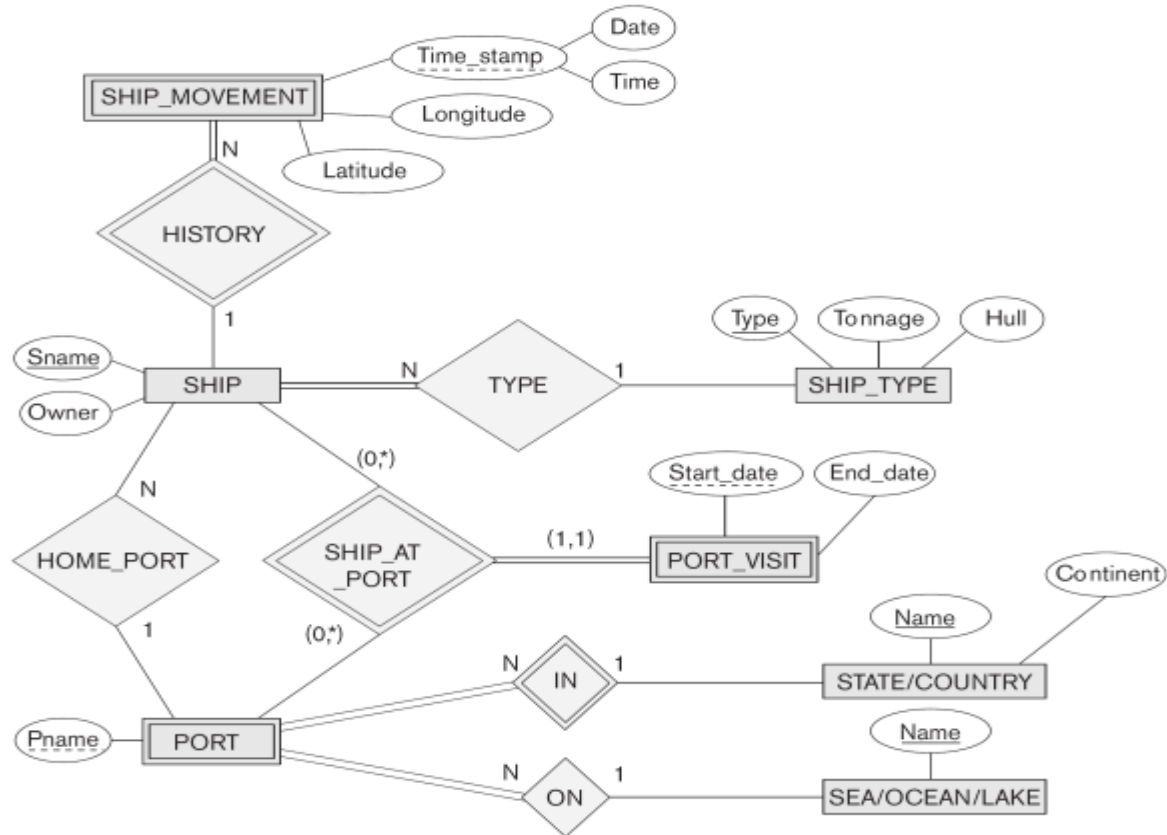 Date
Time_stamp
Time
SHIP_MOVEMENT
Longitude
N
Latitude
HISTORY
1
Type
Tonnage
Hull
Sname
SHIP
N
TYPE
1
SHIP_TYPE
Owner
(0,*)
Start_date
End_date
N
SHIP_AT
_PORT
(1,1)
PORT_VISIT
HOME_PORT
Continent
Name
1
(0,*)
N
IN
1
STATE/COUNTRY
Pname
PORT
Name
N
ON
1
SEA/OCEAN/LAKE